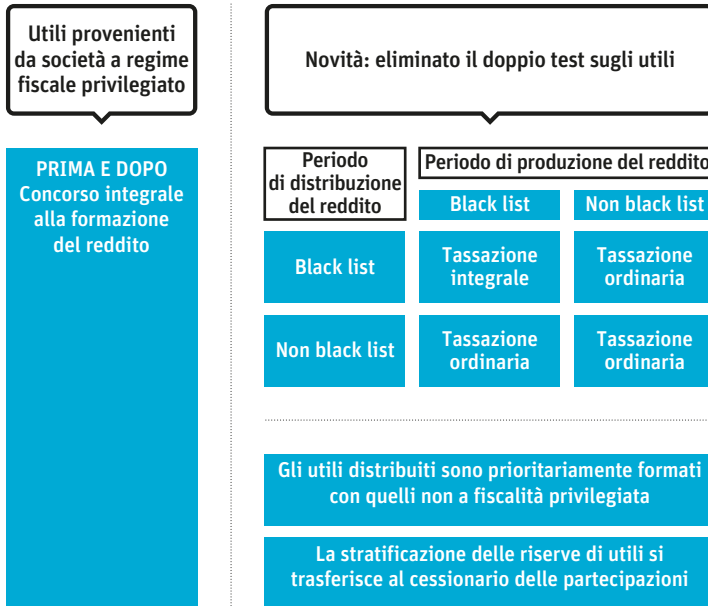 Utili provenienti
da società a regime
fiscale privilegiato
PRIMA E DOPO
Concorso integrale
alla formazione
del reddito
Novità: eliminato il doppio test sugli utili
Periodo
di distribuzione
del reddito
Periodo di produzione del reddito
Black list
Non black list
Black list
Tassazione
integrale
Tassazione
ordinaria
Non black list
Tassazione
ordinaria
Tassazione
ordinaria
Gli utili distribuiti sono prioritariamente formati
con quelli non a fiscalità privilegiata
La stratificazione delle riserve di utili si
trasferisce al cessionario delle partecipazioni